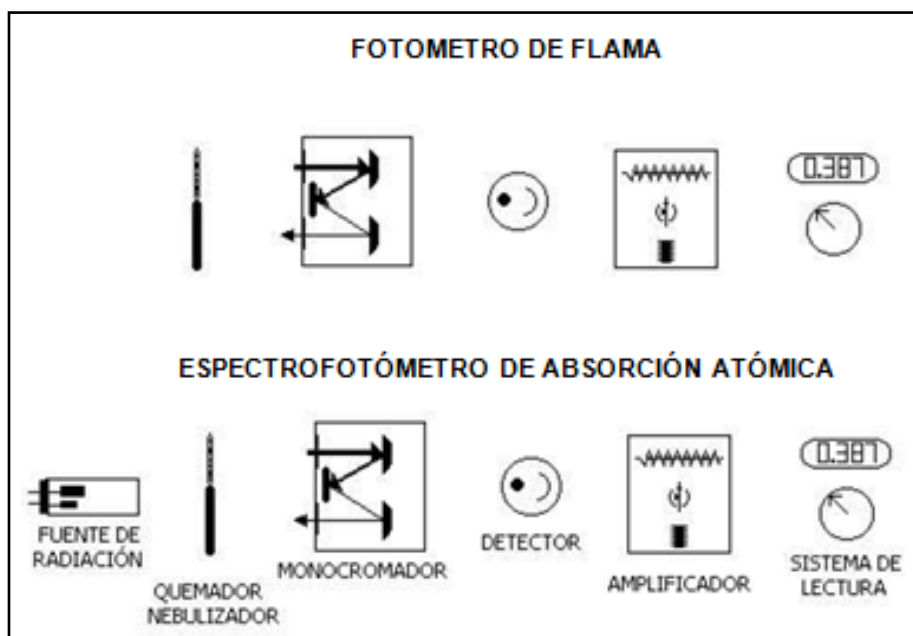 FOTOMETRO DE FLAMA
0.387
ESPECTROFOTÓMETRO DE ABSORCIÓN ATÓMICA
0.387
FUENTE DE
RADIACIÓN
QUEMADOR
NEBULIZADOR
MONOCROMADOR
DETECTOR
AMPLIFICADOR
SISTEMA DE
LECTURA